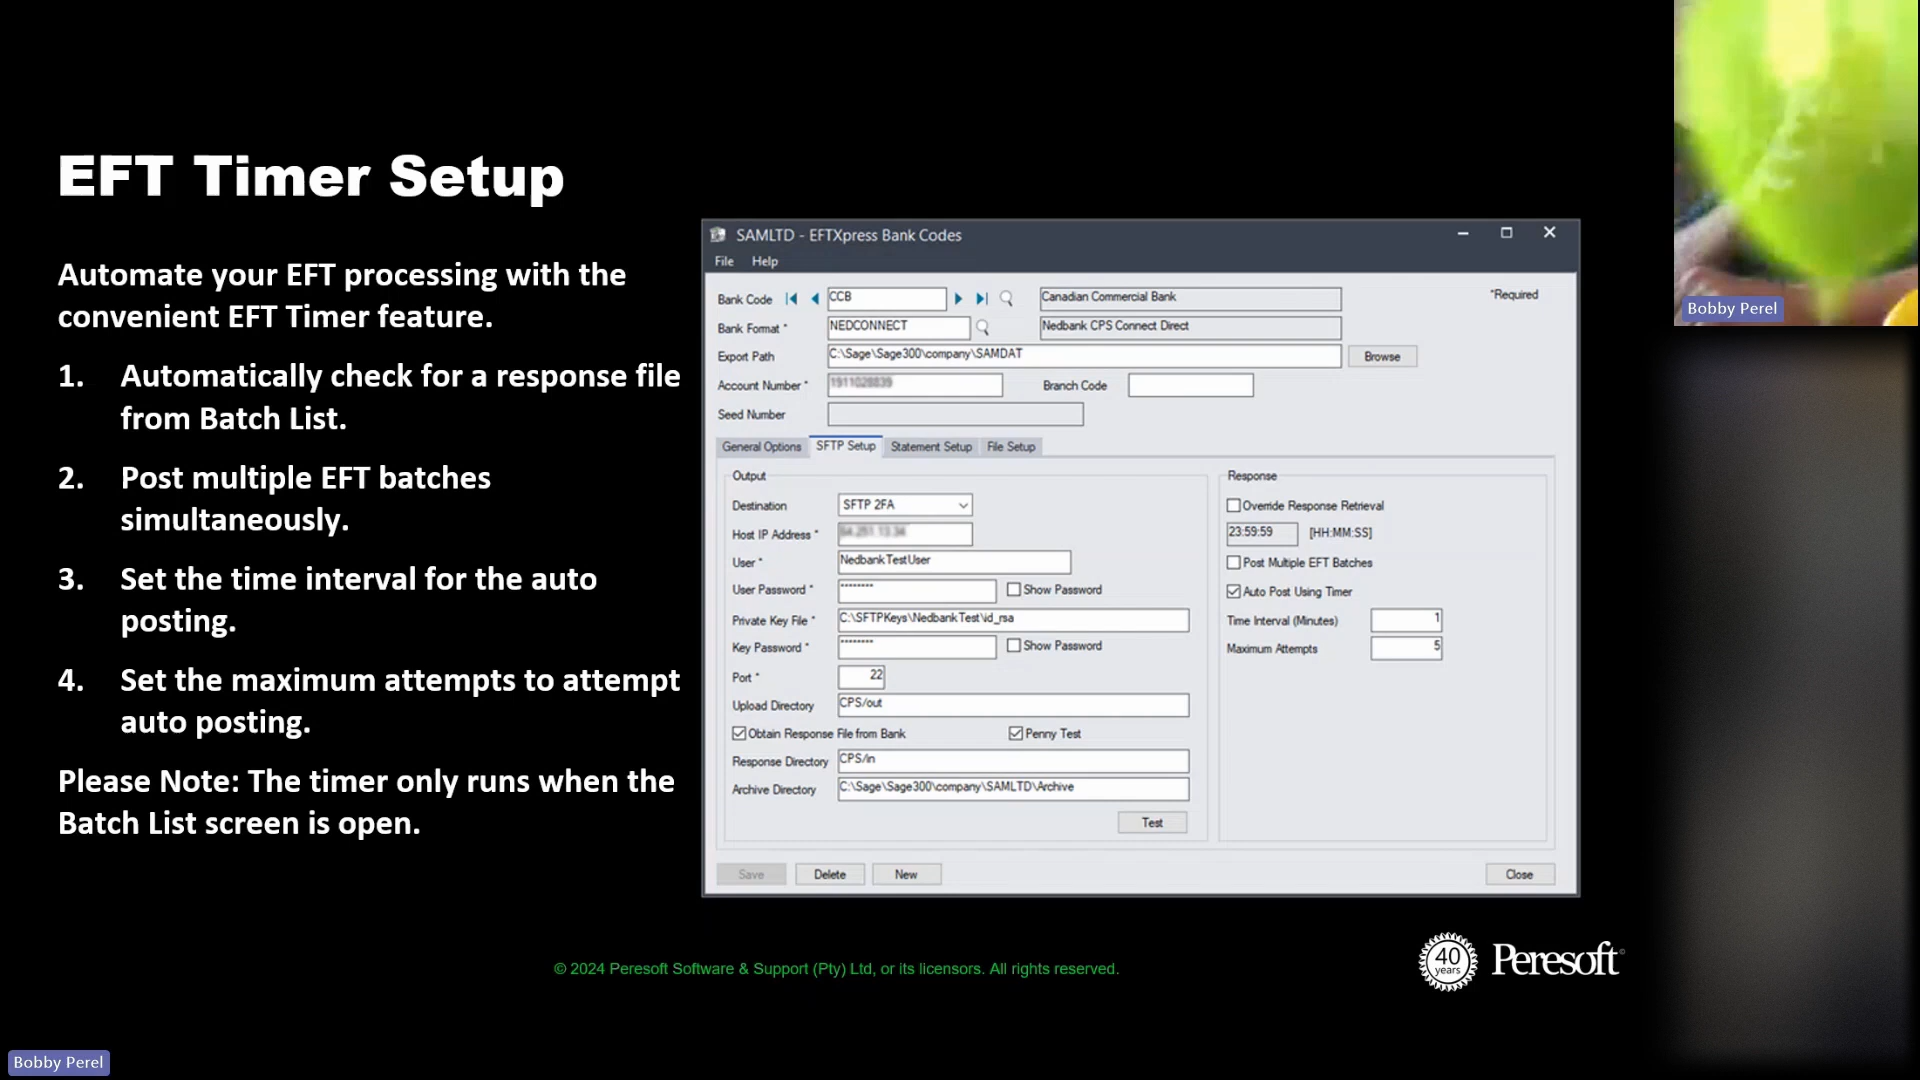 EFT Timer Setup
Automate your EFT processing with the
convenient EFT Timer feature.
1. Automatically check for a response file
from Batch List.
2. Post multiple EFT batches
simultaneously.
3. Set the time interval for the auto
posting.
4. Set the maximum attempts to attempt
auto posting.
Please Note: The timer only runs when the
Batch List screen is open.
SAMLTD - EFTXpress Bank Codes
File Help
Bank Code CCB Canadian Commercial Bank *Required
Bank Format * NEDCONNECT Nedbank CPS Connect Direct
Export Path C:\Sage\Sage300\company\SAMDAT Browse
Account Number * Branch Code
Seed Number
General Options SFTP Setup Statement Setup File Setup
Output
Destination SFTP 2FA
Host IP Address *
User * NedbankTestUser
User Password * ******** Show Password
Private Key File * C:\SFTPKeys\NedbankTest\id_rsa
Key Password * ******** Show Password
Port * 22
Upload Directory CPS/out
Obtain Response File from Bank Penny Test
Response Directory CPS/in
Archive Directory C:\Sage\Sage300\company\SAMLTD\Archive
Test
Response
Override Response Retrieval
23:59:59 [HH:MM:SS]
Post Multiple EFT Batches
Auto Post Using Timer
Time Interval (Minutes) 1
Maximum Attempts 5
Save Delete New Close
© 2024 Peresoft Software & Support (Pty) Ltd, or its licensors. All rights reserved.
40
years
Peresoft
Bobby Perel
Bobby Perel